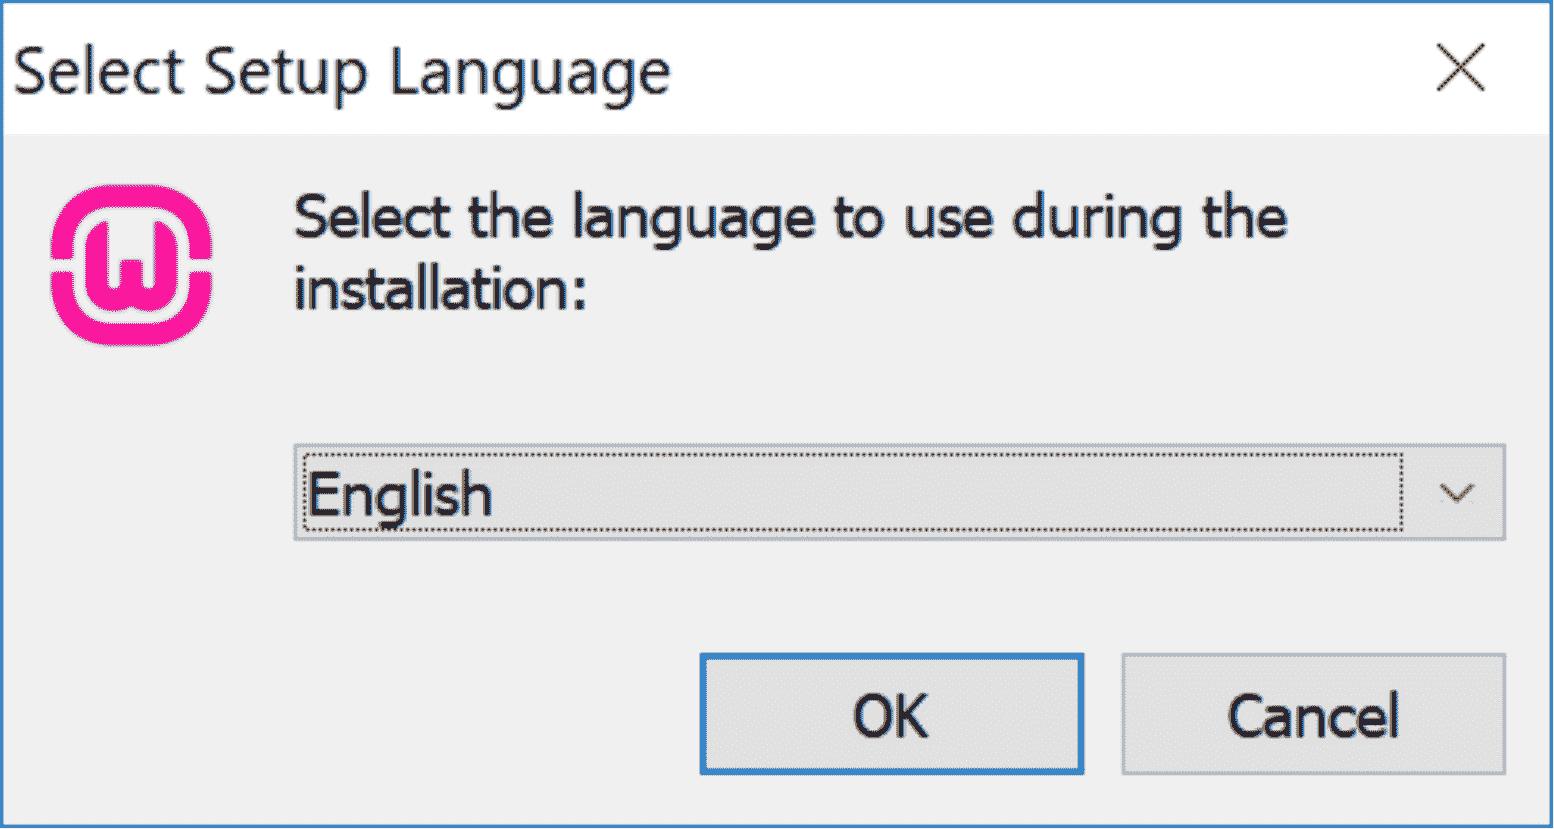 Select Setup Language
Select the language to use during the
installation:
English
OK
Cancel